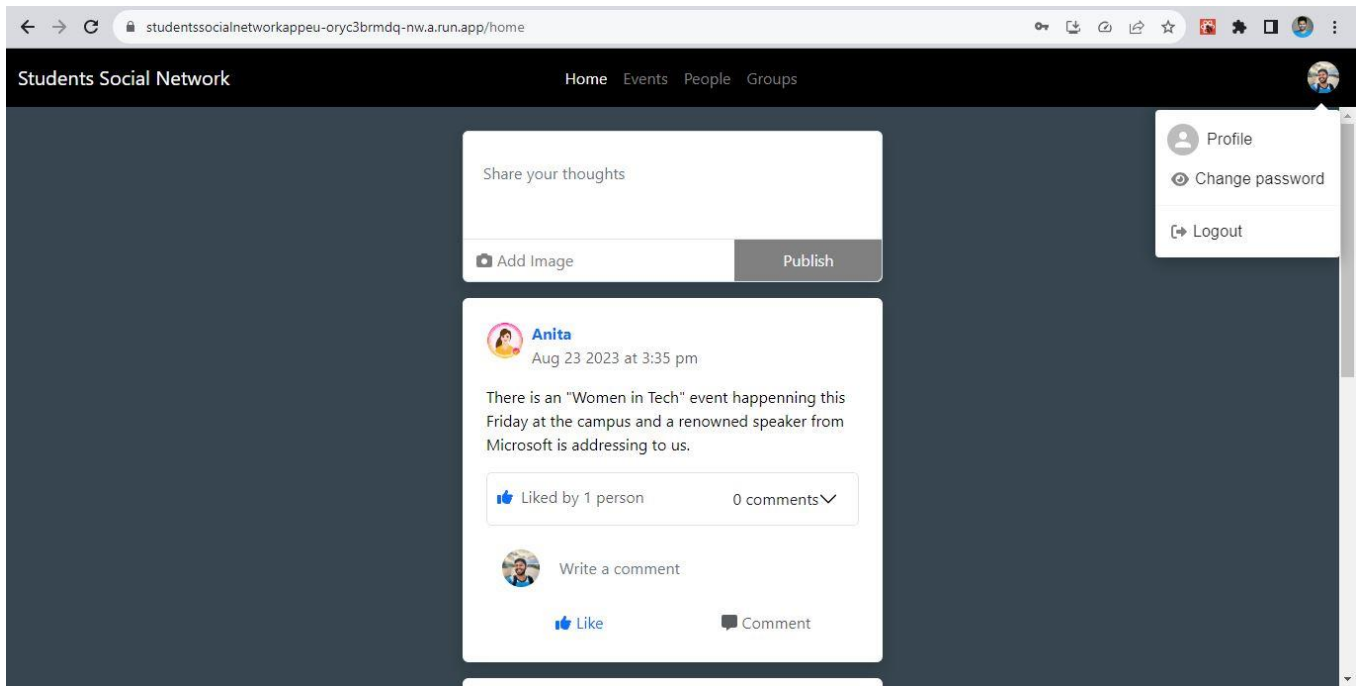 studentssocialnetworkappeu-oryc3brmdq-nw.a.run.app/home
Students Social Network
Home Events People Groups
Profile
Change password
Logout
Share your thoughts
Add Image Publish
Anita
Aug 23 2023 at 3:35 pm
There is an "Women in Tech" event happenning this
Friday at the campus and a renowned speaker from
Microsoft is addressing to us.
Liked by 1 person 0 comments
Write a comment
Like Comment